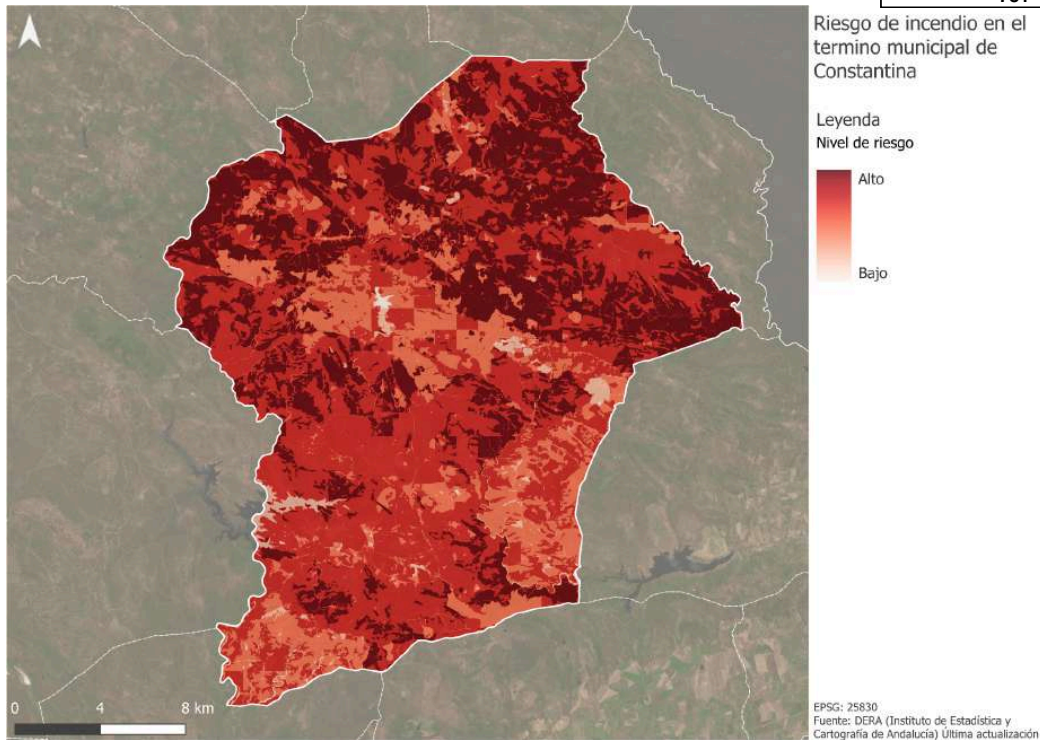 Riesgo de incendio en el
termino municipal de
Constantina
Leyenda
Nivel de riesgo
Alto
Bajo
0 4 8 km
EPSG: 25830
Fuente: DERA (Instituto de Estadística y
Cartografía de Andalucía) Última actualización